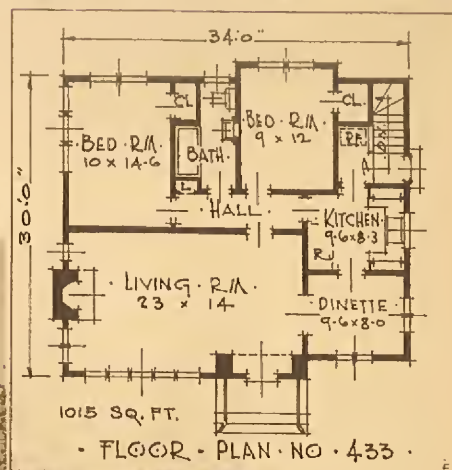 34'·0"
30'·0"
CL.
BED·RM.
10 x 14-6
BATH.
L.
BED·RM.
9 x 12
CL.
REF.
DN.
HALL
KITCHEN
9-6x8-3
R.
LIVING·RM.
23 x 14
DINETTE
9-6x8-0
1015 SQ. FT.
· FLOOR · PLAN · NO · 433 ·